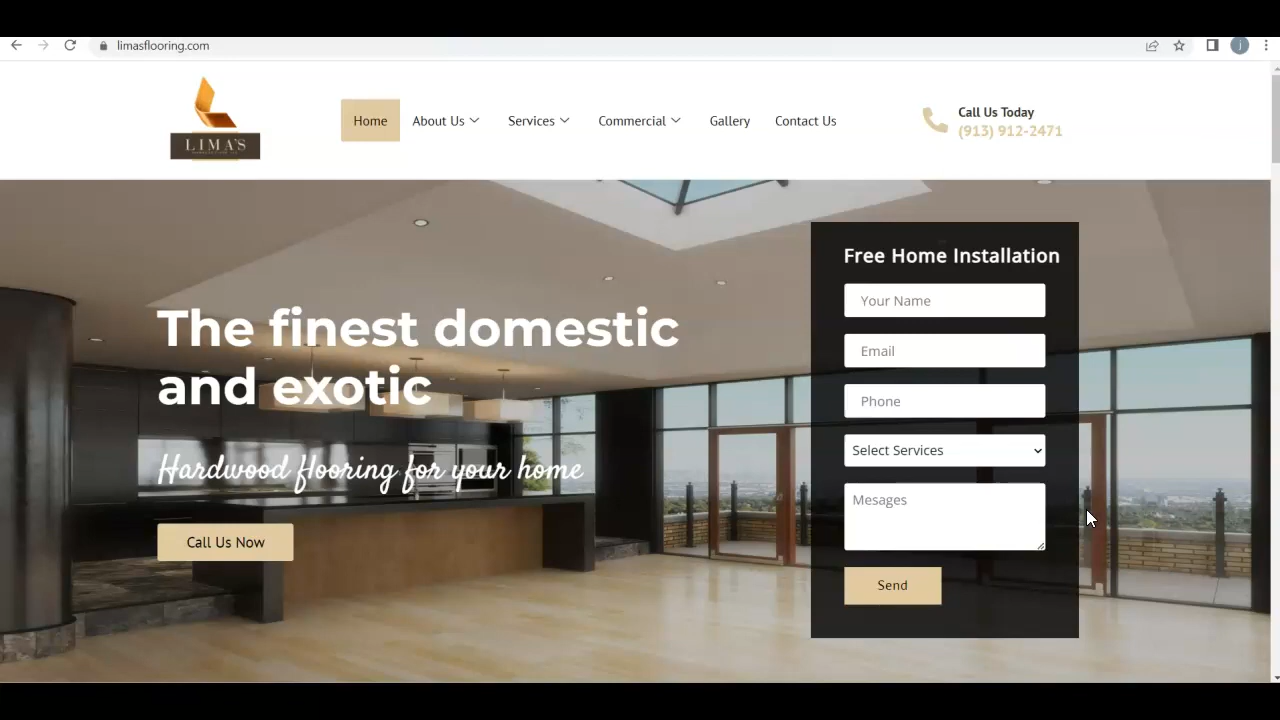 limasflooring.com
j
LIMA'S
Home
About Us
Services
Commercial
Gallery
Contact Us
Call Us Today
(913) 912-2471
The finest domestic
and exotic
Hardwood flooring for your home
Call Us Now
Free Home Installation
Your Name
Email
Phone
Select Services
Mesages
Send